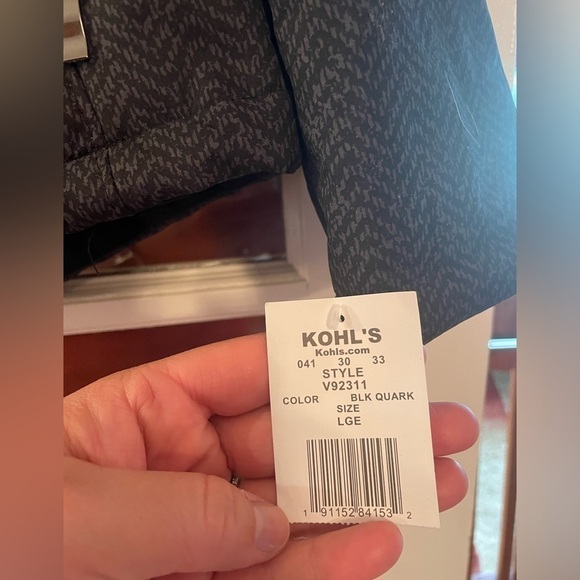 KOHL'S
Kohls.com
041 30 33
STYLE
V92311
COLOR BLK QUARK
SIZE
LGE
1 91152 84153 2